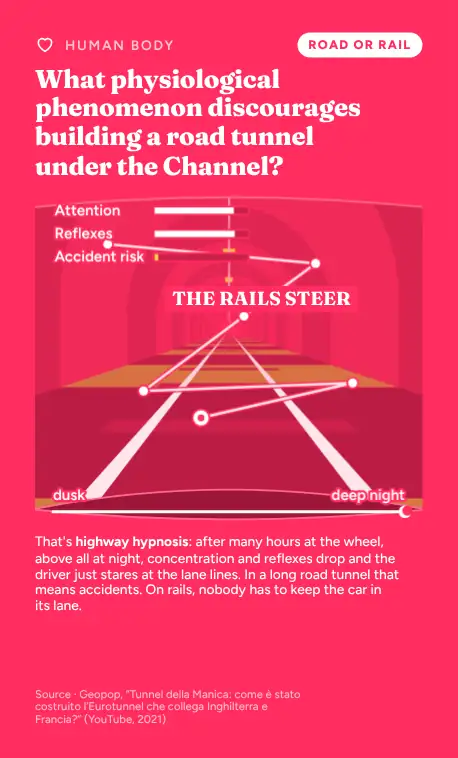 HUMAN BODY
ROAD OR RAIL
What physiological
phenomenon discourages
building a road tunnel
under the Channel?
Attention
Reflexes
Accident risk
THE RAILS STEER
dusk
deep night
That's highway hypnosis: after many hours at the wheel,
above all at night, concentration and reflexes drop and the
driver just stares at the lane lines. In a long road tunnel that
means accidents. On rails, nobody has to keep the car in
its lane.
Source · Geopop, "Tunnel della Manica: come è stato
costruito l'Eurotunnel che collega Inghilterra e
Francia?" (YouTube, 2021)